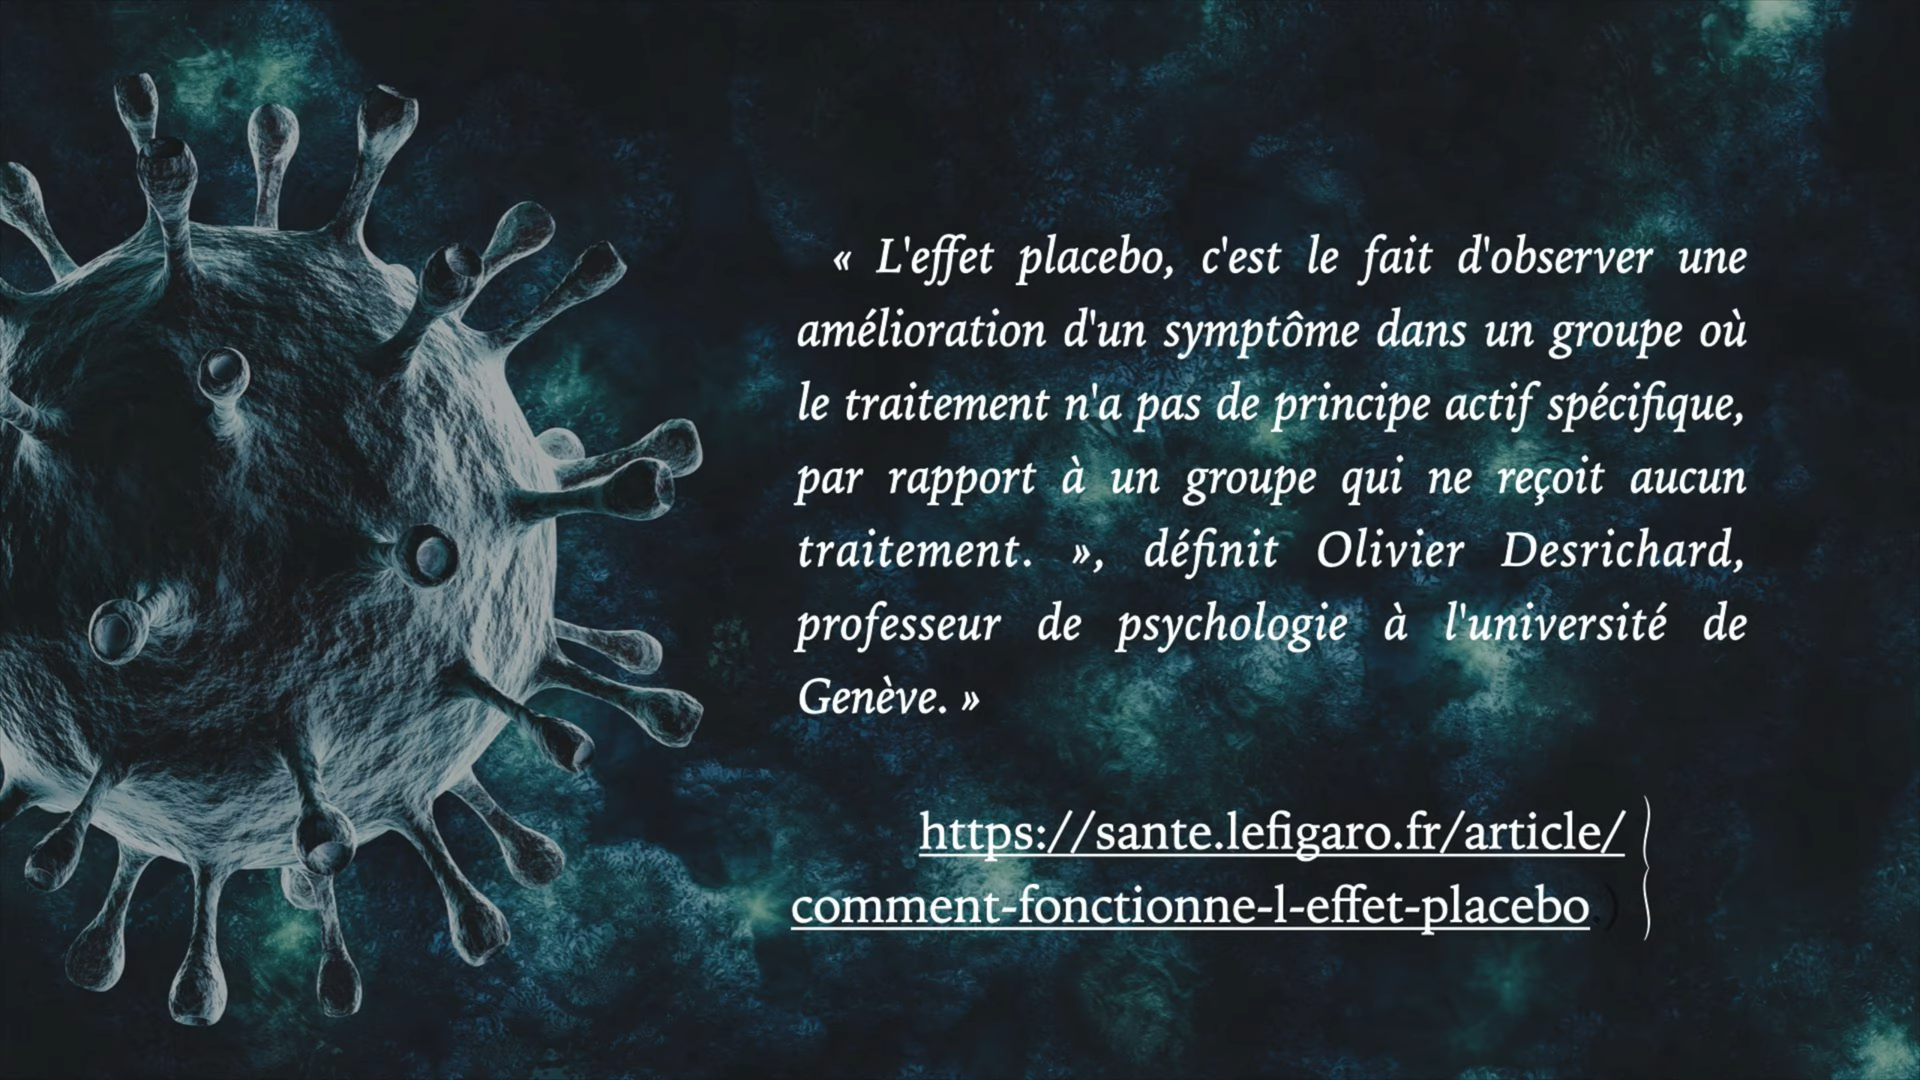 « L'effet placebo, c'est le fait d'observer une
amélioration d'un symptôme dans un groupe où
le traitement n'a pas de principe actif spécifique,
par rapport à un groupe qui ne reçoit aucun
traitement. », définit Olivier Desrichard,
professeur de psychologie à l'université de
Genève. »
https://sante.lefigaro.fr/article/
comment-fonctionne-l-effet-placebo.)